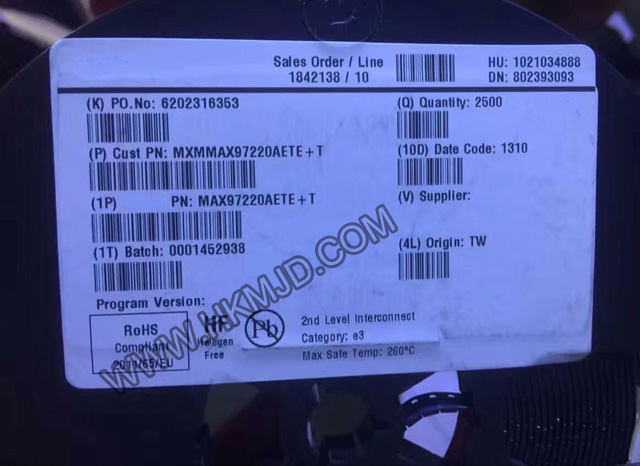 Sales Order / Line
1842138 / 10
HU: 1021034888
DN: 802393093
(K) PO.No: 6202316353
(Q) Quantity: 2500
(P) Cust PN: MXMMAX97220AETE+T
(10D) Date Code: 1310
(1P) PN: MAX97220AETE+T
(V) Supplier:
(1T) Batch: 0001452938
(4L) Origin: TW
Program Version:
RoHS
Compliant
2011/65/EU
HF
Halogen
Free
Pb
2nd Level Interconnect
Category: e3
Max Safe Temp: 260°C
WWW.HKMJD.COM